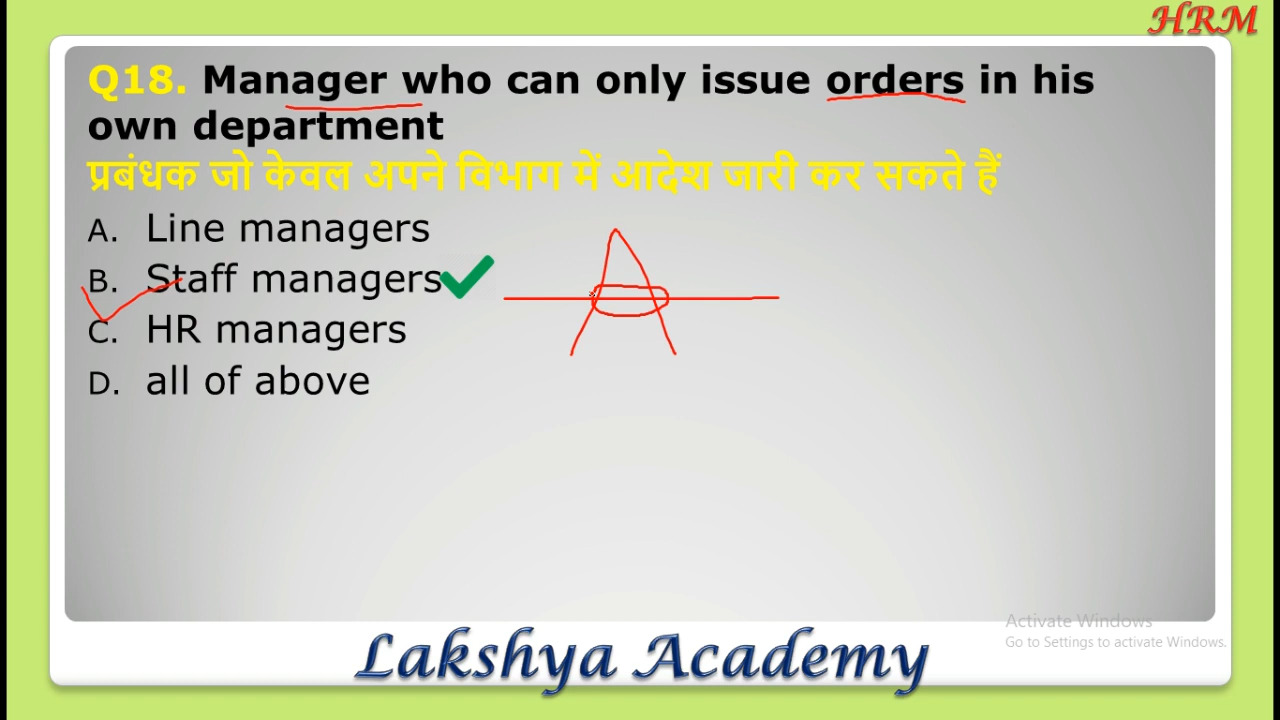 HRM
Q18. Manager who can only issue orders in his
own department
प्रबंधक जो केवल अपने विभाग में आदेश जारी कर सकते हैं
A. Line managers
B. Staff managers
C. HR managers
D. all of above
A
Activate Windows
Go to Settings to activate Windows.
Lakshya Academy